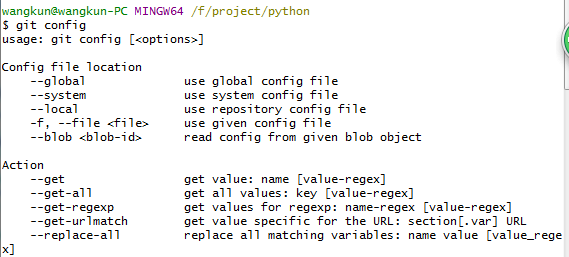 wangkun@wangkun-PC MINGW64 /f/project/python
$ git config
usage: git config [<options>]

Config file location
    --global              use global config file
    --system              use system config file
    --local               use repository config file
    -f, --file <file>     use given config file
    --blob <blob-id>      read config from given blob object

Action
    --get                 get value: name [value-regex]
    --get-all             get all values: key [value-regex]
    --get-regexp          get values for regexp: name-regex [value-regex]
    --get-urlmatch        get value specific for the URL: section[.var] URL
    --replace-all         replace all matching variables: name value [value_rege
x]